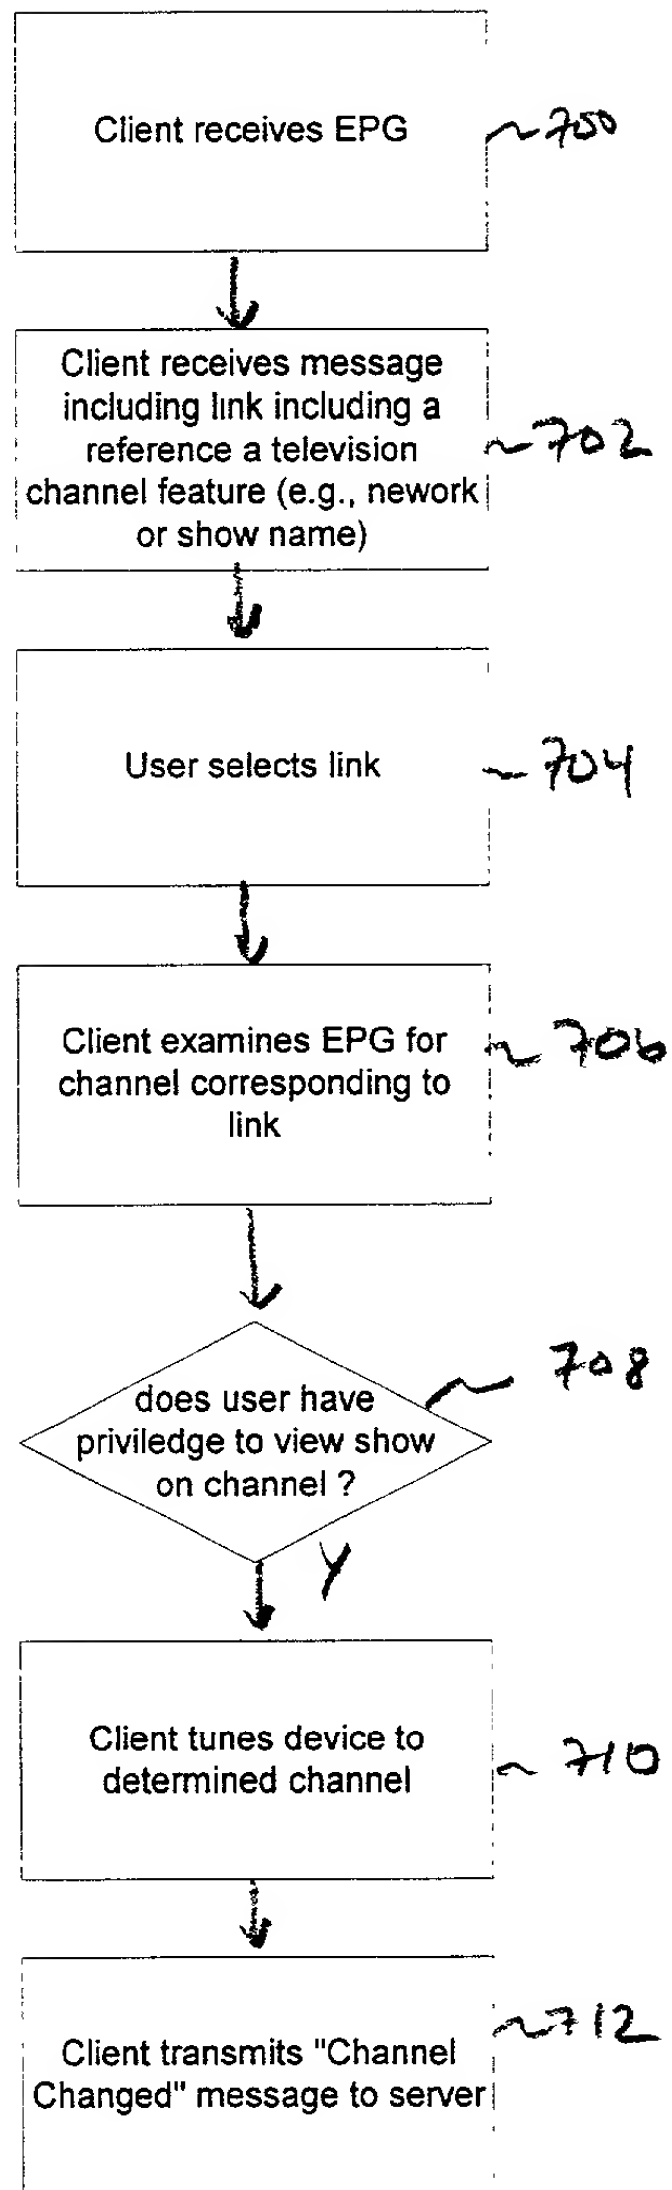 Client receives EPG
700
Client receives message
including link including a
reference a television
channel feature (e.g., nework
or show name)
702
User selects link
704
Client examines EPG for
channel corresponding to
link
706
does user have
priviledge to view show
on channel ?
708
Y
Client tunes device to
determined channel
710
Client transmits "Channel
Changed" message to server
712